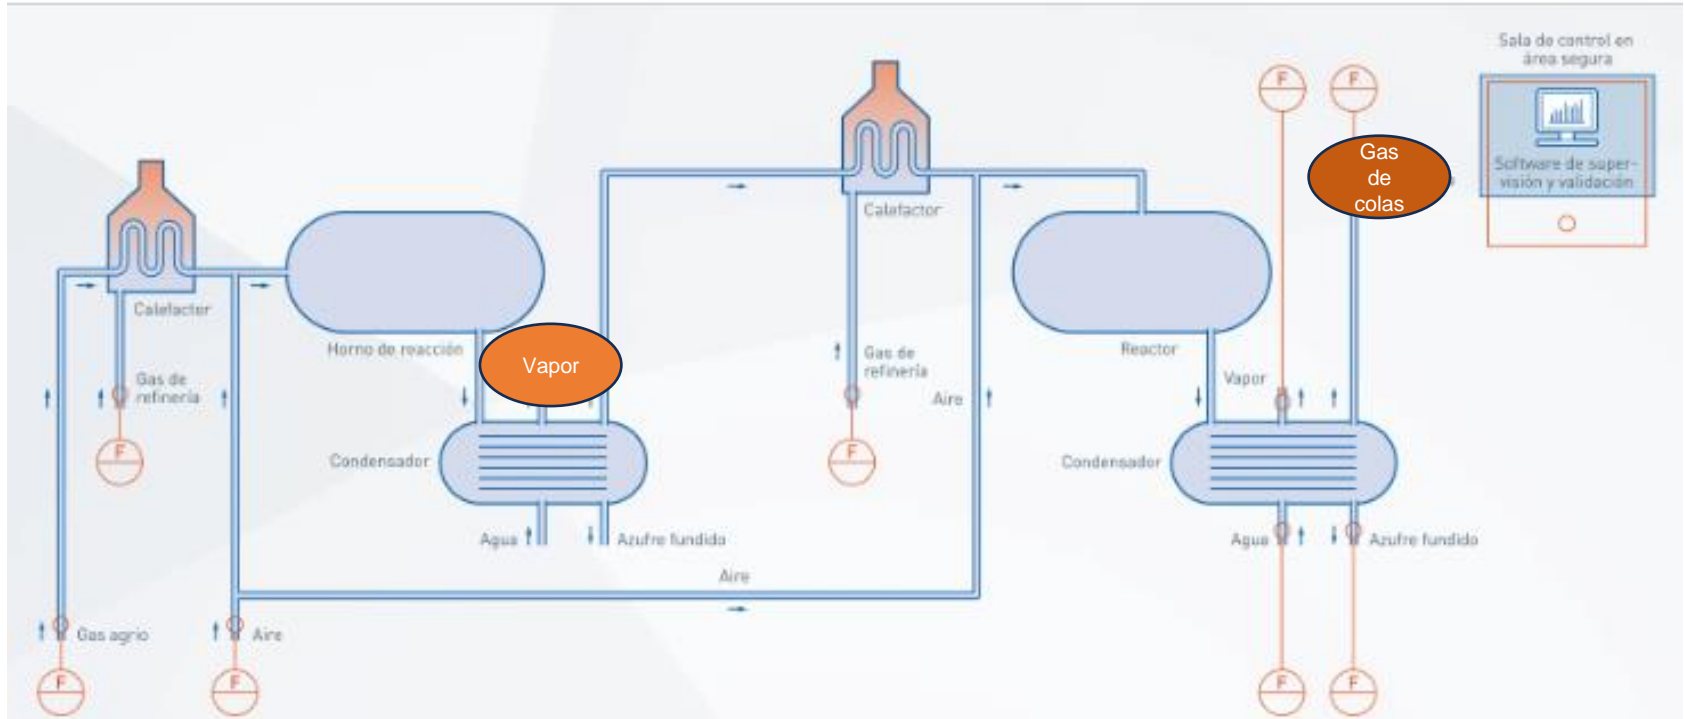 Sala de control en
área segura
F
F
Gas
de
colas
Software de super-
visión y validación
Calefactor
Calefactor
Horno de reacción
Vapor
Gas de
refinería
Reactor
Gas de
refinería
Vapor
Aire
F
F
Condensador
Condensador
Agua
Azufre fundido
Agua
Azufre fundido
Aire
Gas agrio
Aire
F
F
F
F